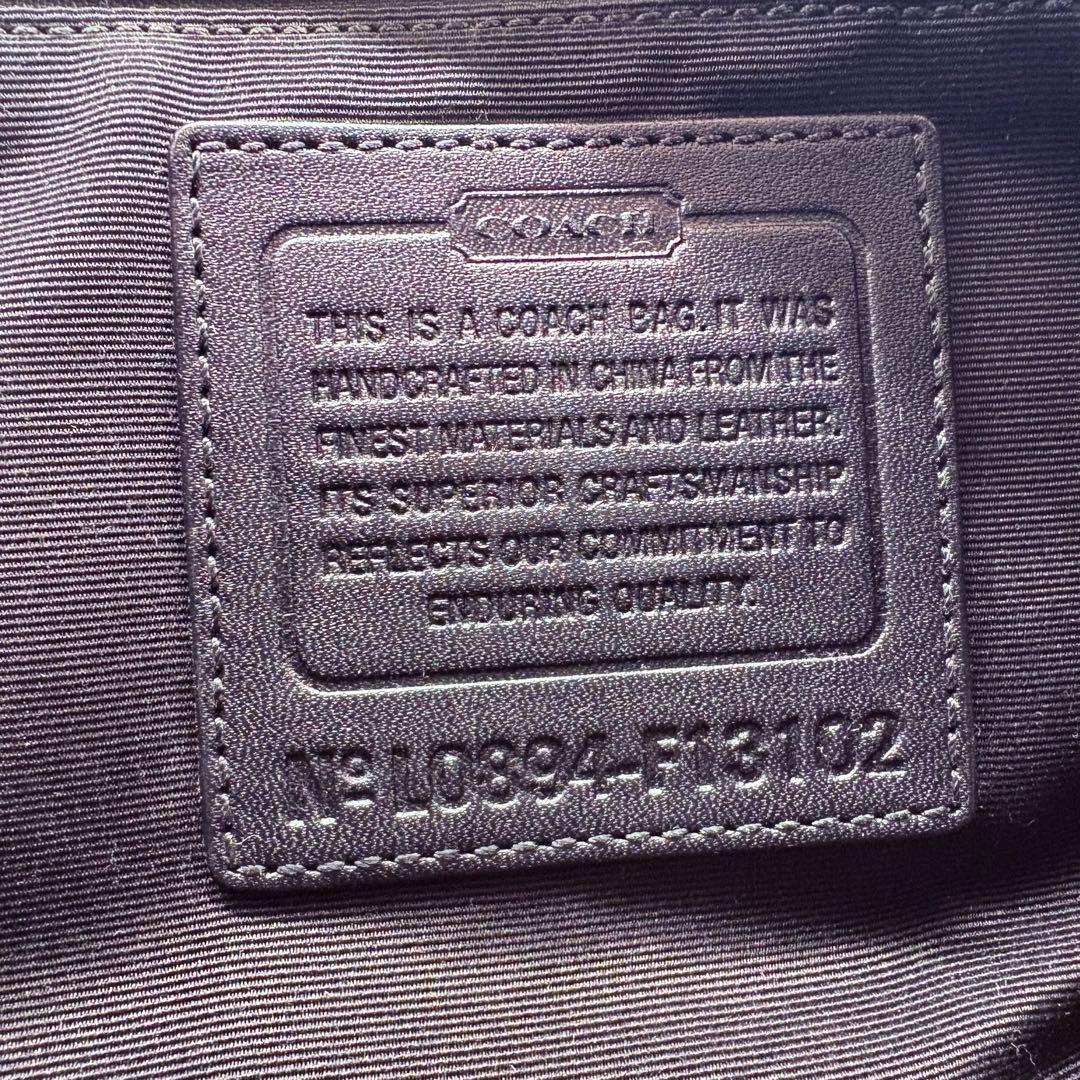 COACH
THIS IS A COACH BAG. IT WAS
HANDCRAFTED IN CHINA FROM THE
FINEST MATERIALS AND LEATHER.
ITS SUPERIOR CRAFTSMANSHIP
REFLECTS OUR COMMITMENT TO
ENDURING QUALITY.
Nº L0894-F13102